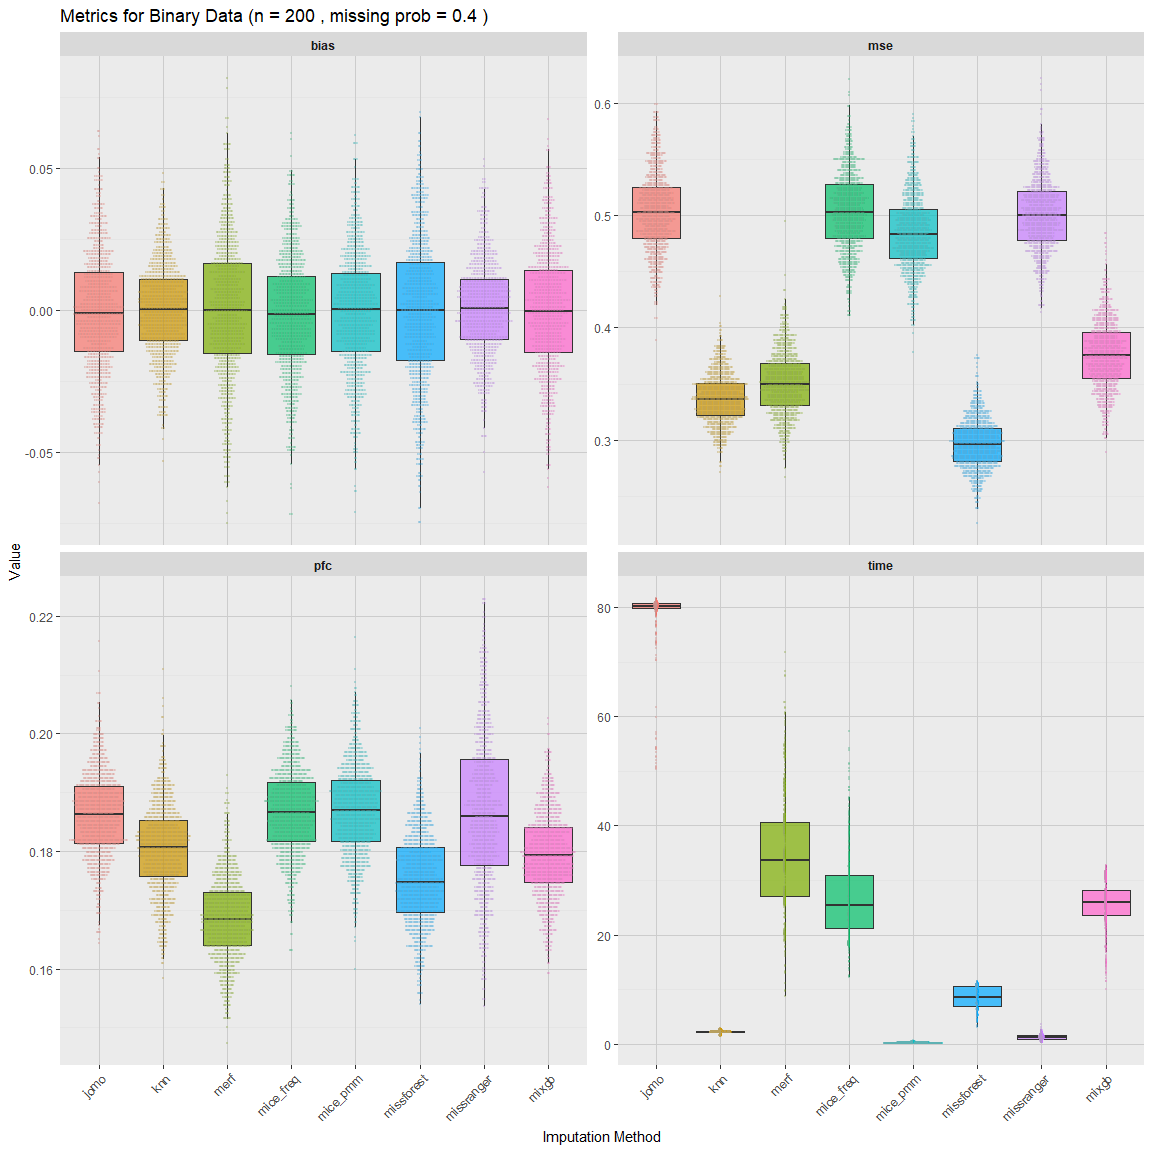 Metrics for Binary Data (n = 200 , missing prob = 0.4 )
bias
mse
0.05
0.00
-0.05
0.6
0.5
0.4
0.3
Value
pfc
time
0.22
0.20
0.18
0.16
80
60
40
20
0
jomo
knn
merf
mice_freq
mice_pmm
missforest
missranger
mixgb
jomo
knn
merf
mice_freq
mice_pmm
missforest
missranger
mixgb
Imputation Method